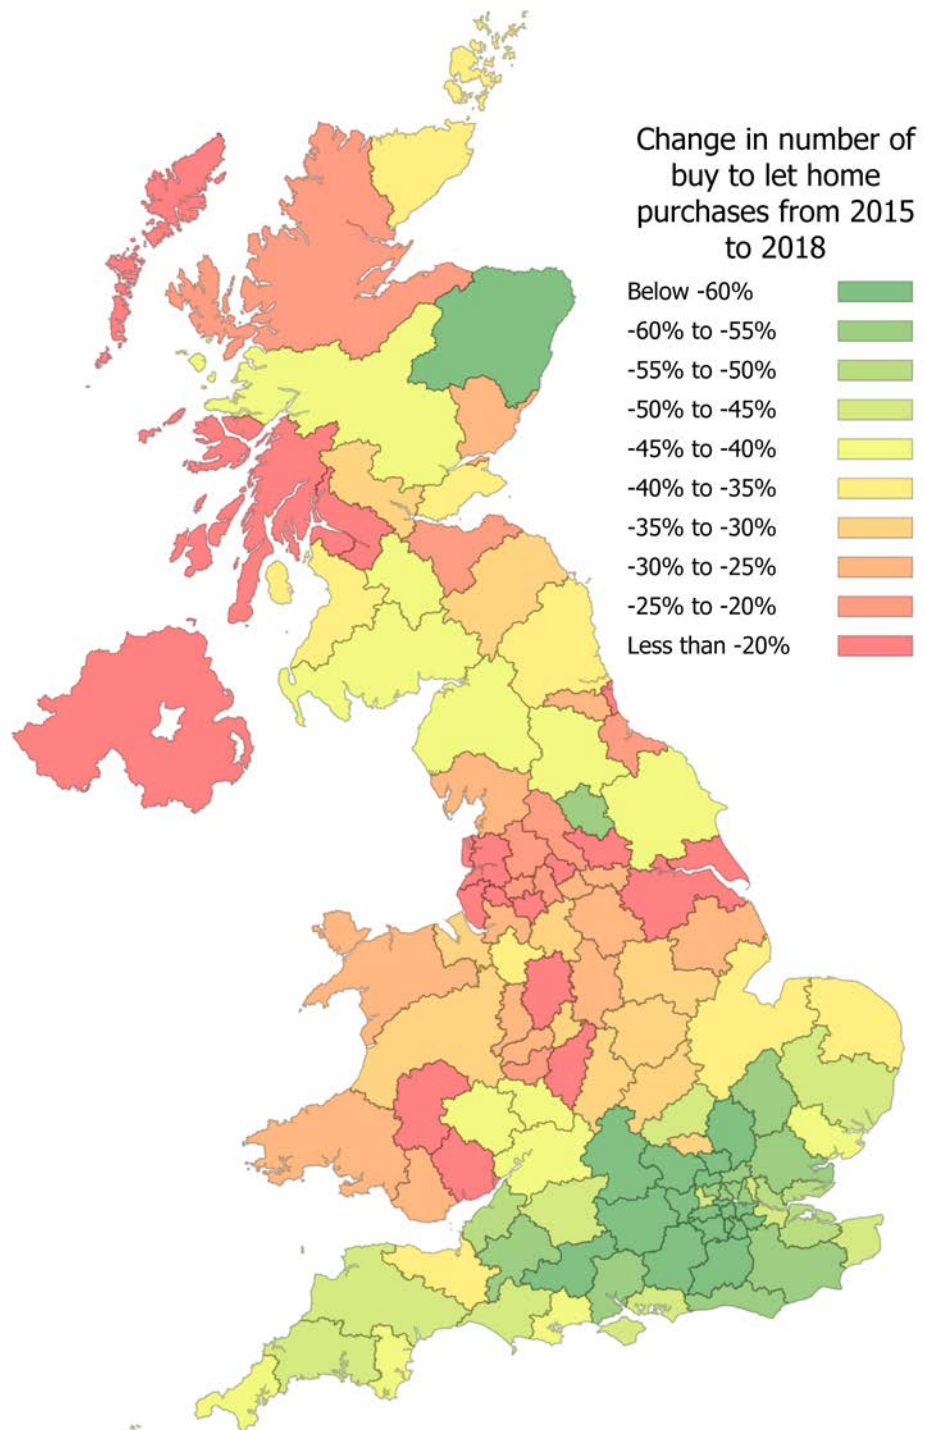 Change in number of
buy to let home
purchases from 2015
to 2018
Below -60%
-60% to -55%
-55% to -50%
-50% to -45%
-45% to -40%
-40% to -35%
-35% to -30%
-30% to -25%
-25% to -20%
Less than -20%